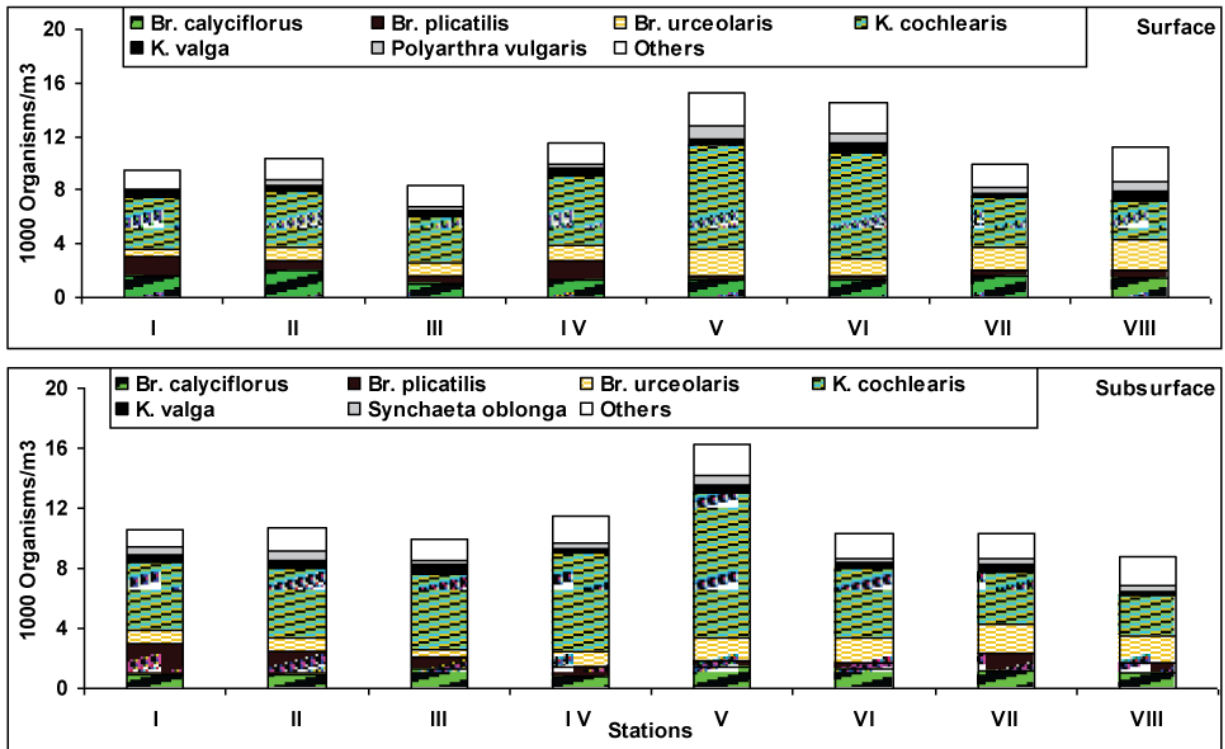 Br. calyciflorus Br. plicatilis Br. urceolaris K. cochlearis
K. valga Polyarthra vulgaris Others
Surface
1000 Organisms/m3
20
16
12
8
4
0
I II III I V V VI VII VIII
Br. calyciflorus Br. plicatilis Br. urceolaris K. cochlearis
K. valga Synchaeta oblonga Others
Subsurface
1000 Organisms/m3
20
16
12
8
4
0
I II III I V V VI VII VIII
Stations